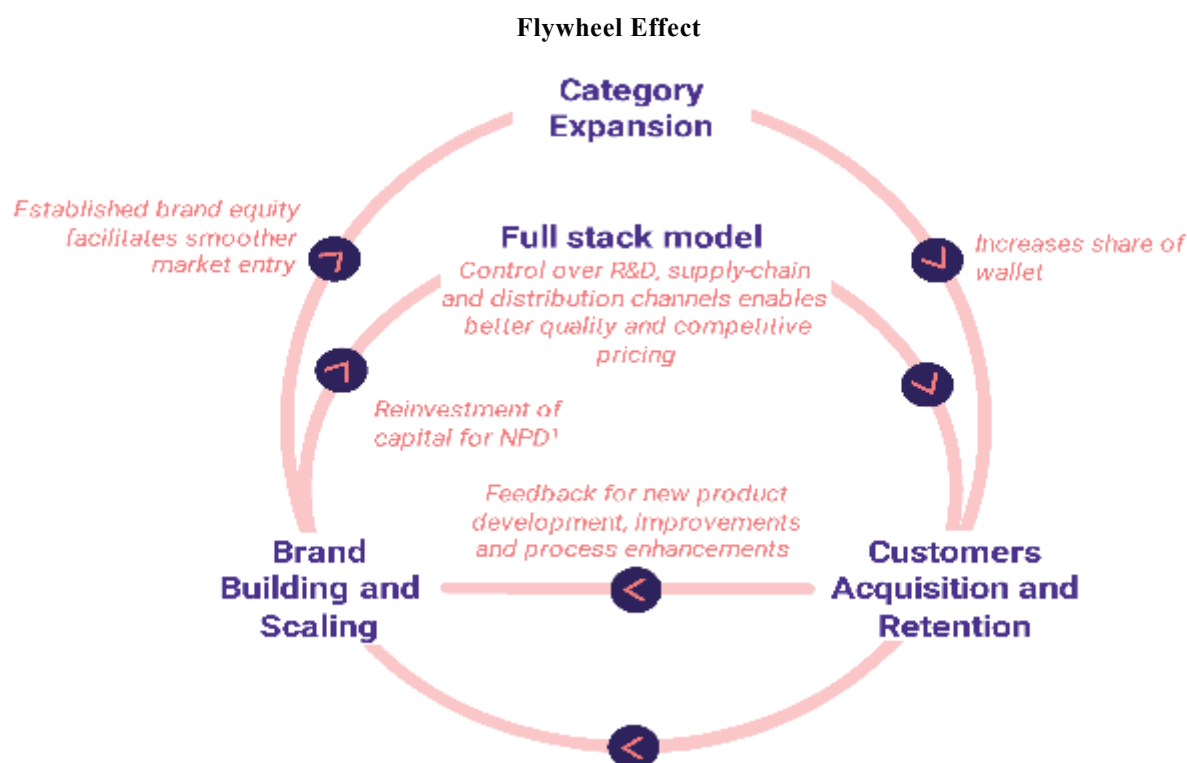 Flywheel Effect
Category
Expansion
Established brand equity
facilitates smoother
market entry
Increases share of
wallet
Full stack model
Control over R&D, supply-chain
and distribution channels enables
better quality and competitive
pricing
Reinvestment of
capital for NPD¹
Feedback for new product
development, improvements
and process enhancements
Brand
Building and
Scaling
Customers
Acquisition and
Retention